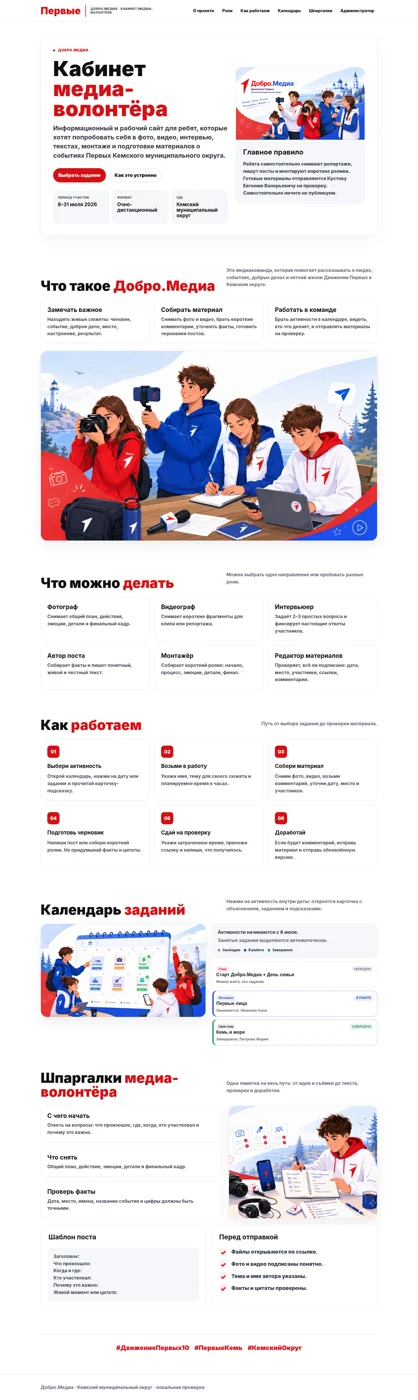 Первые
ДОБРО.МЕДИА · КАБИНЕТ МЕДИА-
ВОЛОНТЁРА
О проекте
Роли
Как работаем
Календарь
Шпаргалки
Администратор
ДОБРО.МЕДИА
Кабинет
медиа-
волонтёра
Информационный и рабочий сайт для ребят, которые
хотят попробовать себя в фото, видео, интервью,
текстах, монтаже и подготовке материала о
событиях Первых Кемского муниципального округа.
Выбрать задание
Как это устроено
ПЕРИОД УЧАСТИЯ
8–31 июля 2026
ФОРМАТ
Очно-
дистанционный
ГДЕ
Кемский
муниципальный
округ
Добро.Медиа
Главное правило
Ребята самостоятельно снимают репортажи,
пишут посты и монтируют короткие ролики.
Готовые материалы отправляются Кустову
Евгению Валерьевичу на проверку.
Самостоятельно ничего не публикуем.
Что такое Добро.Медиа
Это медиакоманда, которая помогает рассказывать о людях,
событиях, добрых делах и летней жизни Движения Первых в
Кемском округе.
Замечать важное
Находить живые сюжеты: человек,
событие, доброе дело, место,
настроение, результат.
Собирать материал
Снимать фото и видео, брать короткие
комментарии, уточнять факты, готовить
черновики постов.
Работать в команде
Брать активности в календаре, видеть,
кто что делает, и отправлять материалы
на проверку.
Что можно делать
Можно выбрать одно направление или пробовать разные
роли.
Фотограф
Снимает общий план, действие,
эмоции, детали и финальный кадр.
Видеограф
Снимает короткие фрагменты для
клипа или репортажа.
Интервьюер
Задаёт 2–3 простых вопроса и
фиксирует настоящие ответы
участников.
Автор поста
Собирает факты и пишет понятный,
живой и честный текст.
Монтажёр
Собирает короткий ролик: начало,
процесс, эмоции, детали, финал.
Редактор материалов
Проверяет, всё ли подписано: дата,
место, участники, ссылки,
комментарии.
Как работаем
Путь от выбора задания до проверки материала.
01
Выбери активность
Открой календарь, нажми на дату или
задание и прочитай карточку-
подсказку.
02
Возьми в работу
Укажи имя, тему для своего сюжета и
планируемое время в часах.
03
Собери материал
Сними фото, видео, возьми
комментарий, уточни дату, место и
участников.
04
Подготовь черновик
Напиши пост или собери короткий
ролик. Не придумывай факты и цитаты.
05
Сдай на проверку
Укажи затраченное время, приложи
ссылку и напиши, что получилось.
06
Доработай
Если будет комментарий, исправь
материал и отправь обновлённую
версию.
Календарь заданий
Нажми на активность внутри даты: откроется карточка с
объяснением, заданием и подсказками.
Активности начинаются с 8 июля.
Занятые задания выделяются автоматически.
Свободно
В работе
Завершено
Старт
СВОБОДНО
Старт Добро.Медиа + День семьи
Можно взять это задание
Интервью
В РАБОТЕ
Первые лица
Занимается: Иванова Анна
Своя тема
ЗАВЕРШЕНО
Кемь и море
Завершила: Петрова Мария
Шпаргалки медиа-
волонтёра
Одна памятка на весь путь: от идеи и съёмки до текста,
проверки и доработки.
С чего начать
Ответь на вопросы: что произошло, где, когда, кто участвовал и
почему это важно.
Что снять
Общий план, действие, эмоции, детали и финальный кадр.
Проверь факты
Дата, место, имена, название события и цифры должны быть
точными.
Шаблон поста
Заголовок:
Что произошло:
Когда и где:
Кто участвовал:
Почему это важно:
Живой момент или цитата:
Перед отправкой
Файлы открываются по ссылке.
Фото и видео подписаны понятно.
Тема и имя автора указаны.
Факты и цитаты проверены.
#ДвижениеПервых10 #ПервыеКемь #КемскийОкруг
Добро.Медиа · Кемский муниципальный округ · локальная проверка